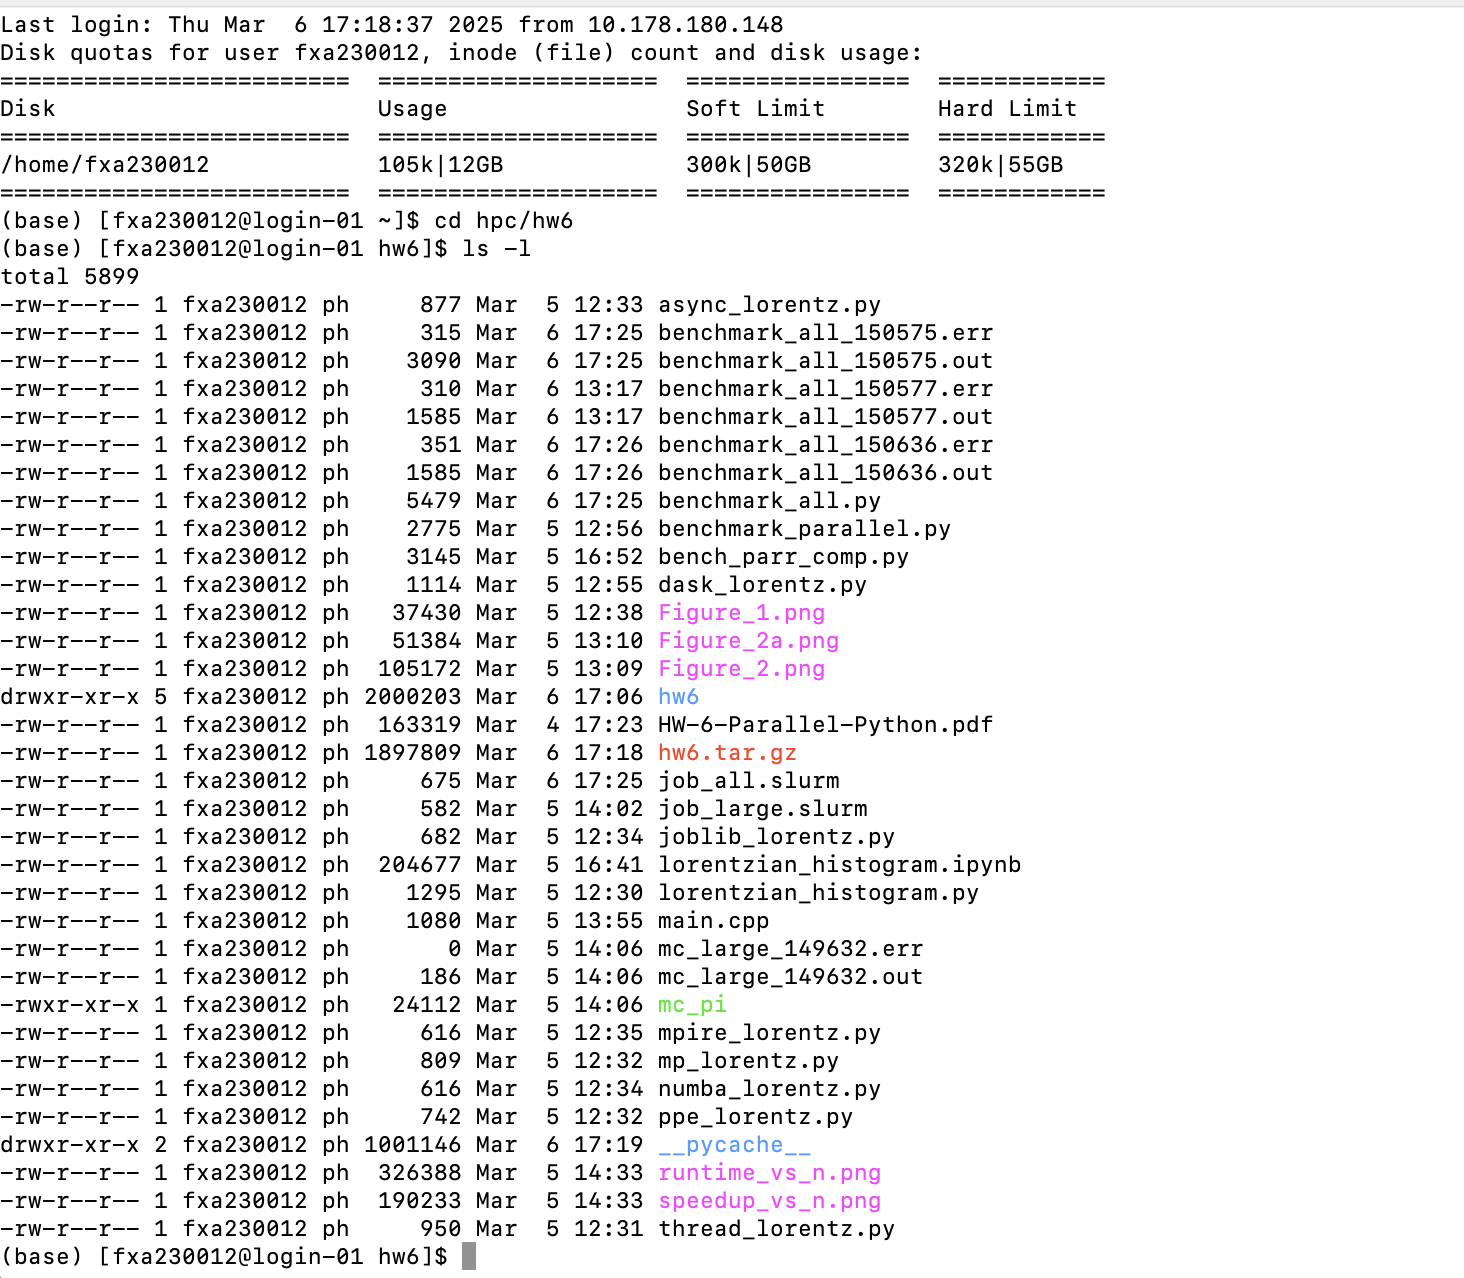 Last login: Thu Mar  6 17:18:37 2025 from 10.178.180.148
Disk quotas for user fxa230012, inode (file) count and disk usage:
=========================  ====================  ================  ============
Disk                       Usage                 Soft Limit        Hard Limit
=========================  ====================  ================  ============
/home/fxa230012            105k|12GB             300k|50GB         320k|55GB
=========================  ====================  ================  ============
(base) [fxa230012@login-01 ~]$ cd hpc/hw6
(base) [fxa230012@login-01 hw6]$ ls -l
total 5899
-rw-r--r-- 1 fxa230012 ph     877 Mar  5 12:33 async_lorentz.py
-rw-r--r-- 1 fxa230012 ph     315 Mar  6 17:25 benchmark_all_150575.err
-rw-r--r-- 1 fxa230012 ph    3090 Mar  6 17:25 benchmark_all_150575.out
-rw-r--r-- 1 fxa230012 ph     310 Mar  6 13:17 benchmark_all_150577.err
-rw-r--r-- 1 fxa230012 ph    1585 Mar  6 13:17 benchmark_all_150577.out
-rw-r--r-- 1 fxa230012 ph     351 Mar  6 17:26 benchmark_all_150636.err
-rw-r--r-- 1 fxa230012 ph    1585 Mar  6 17:26 benchmark_all_150636.out
-rw-r--r-- 1 fxa230012 ph    5479 Mar  6 17:25 benchmark_all.py
-rw-r--r-- 1 fxa230012 ph    2775 Mar  5 12:56 benchmark_parallel.py
-rw-r--r-- 1 fxa230012 ph    3145 Mar  5 16:52 bench_parr_comp.py
-rw-r--r-- 1 fxa230012 ph    1114 Mar  5 12:55 dask_lorentz.py
-rw-r--r-- 1 fxa230012 ph   37430 Mar  5 12:38 Figure_1.png
-rw-r--r-- 1 fxa230012 ph   51384 Mar  5 13:10 Figure_2a.png
-rw-r--r-- 1 fxa230012 ph  105172 Mar  5 13:09 Figure_2.png
drwxr-xr-x 5 fxa230012 ph 2000203 Mar  6 17:06 hw6
-rw-r--r-- 1 fxa230012 ph  163319 Mar  4 17:23 HW-6-Parallel-Python.pdf
-rw-r--r-- 1 fxa230012 ph 1897809 Mar  6 17:18 hw6.tar.gz
-rw-r--r-- 1 fxa230012 ph     675 Mar  6 17:25 job_all.slurm
-rw-r--r-- 1 fxa230012 ph     582 Mar  5 14:02 job_large.slurm
-rw-r--r-- 1 fxa230012 ph     682 Mar  5 12:34 joblib_lorentz.py
-rw-r--r-- 1 fxa230012 ph  204677 Mar  5 16:41 lorentzian_histogram.ipynb
-rw-r--r-- 1 fxa230012 ph    1295 Mar  5 12:30 lorentzian_histogram.py
-rw-r--r-- 1 fxa230012 ph    1080 Mar  5 13:55 main.cpp
-rw-r--r-- 1 fxa230012 ph       0 Mar  5 14:06 mc_large_149632.err
-rw-r--r-- 1 fxa230012 ph     186 Mar  5 14:06 mc_large_149632.out
-rwxr-xr-x 1 fxa230012 ph   24112 Mar  5 14:06 mc_pi
-rw-r--r-- 1 fxa230012 ph     616 Mar  5 12:35 mpire_lorentz.py
-rw-r--r-- 1 fxa230012 ph     809 Mar  5 12:32 mp_lorentz.py
-rw-r--r-- 1 fxa230012 ph     616 Mar  5 12:34 numba_lorentz.py
-rw-r--r-- 1 fxa230012 ph     742 Mar  5 12:32 ppe_lorentz.py
drwxr-xr-x 2 fxa230012 ph 1001146 Mar  6 17:19 __pycache__
-rw-r--r-- 1 fxa230012 ph  326388 Mar  5 14:33 runtime_vs_n.png
-rw-r--r-- 1 fxa230012 ph  190233 Mar  5 14:33 speedup_vs_n.png
-rw-r--r-- 1 fxa230012 ph     950 Mar  5 12:31 thread_lorentz.py
(base) [fxa230012@login-01 hw6]$